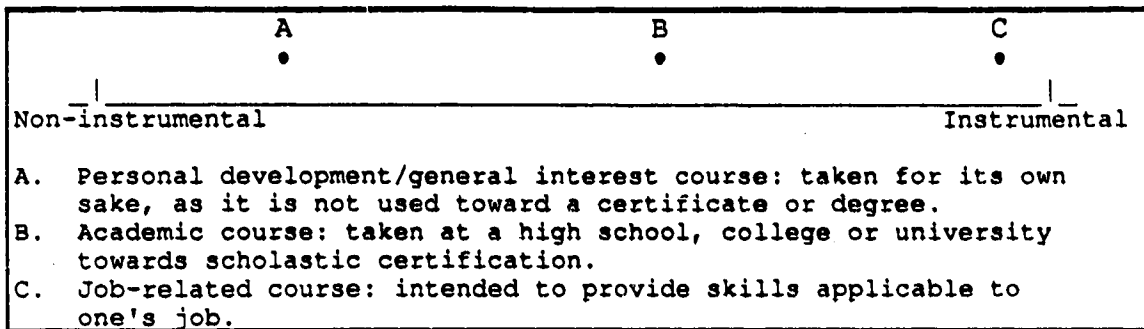 A B C
Non-instrumental Instrumental
A. Personal development/general interest course: taken for its own
sake, as it is not used toward a certificate or degree.
B. Academic course: taken at a high school, college or university
towards scholastic certification.
C. Job-related course: intended to provide skills applicable to
one's job.